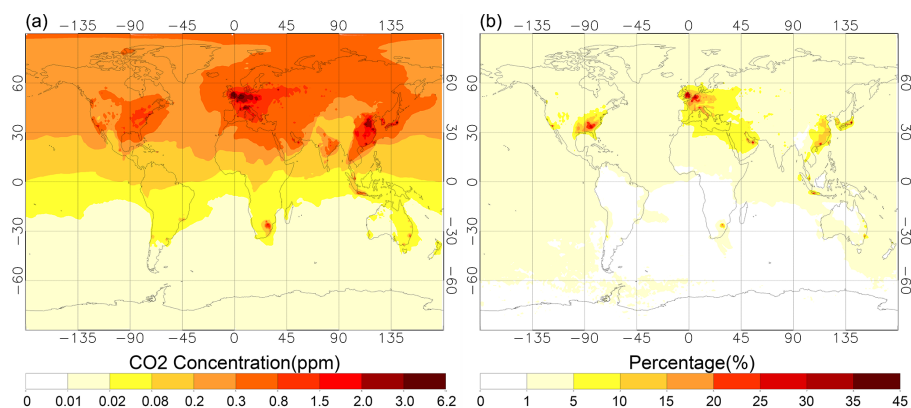 (a)
(b)
−135 −90 −45 0 45 90 135
−135 −90 −45 0 45 90 135
60 60 60 60
30 30 30 30
0 0 0 0
−30 −30 −30 −30
−60 −60 −60 −60
−135 −90 −45 0 45 90 135
−135 −90 −45 0 45 90 135
CO2 Concentration(ppm)
Percentage(%)
0 0.01 0.02 0.08 0.2 0.3 0.8 1.5 2.0 3.0 6.2
0 1 5 10 15 20 25 30 35 45